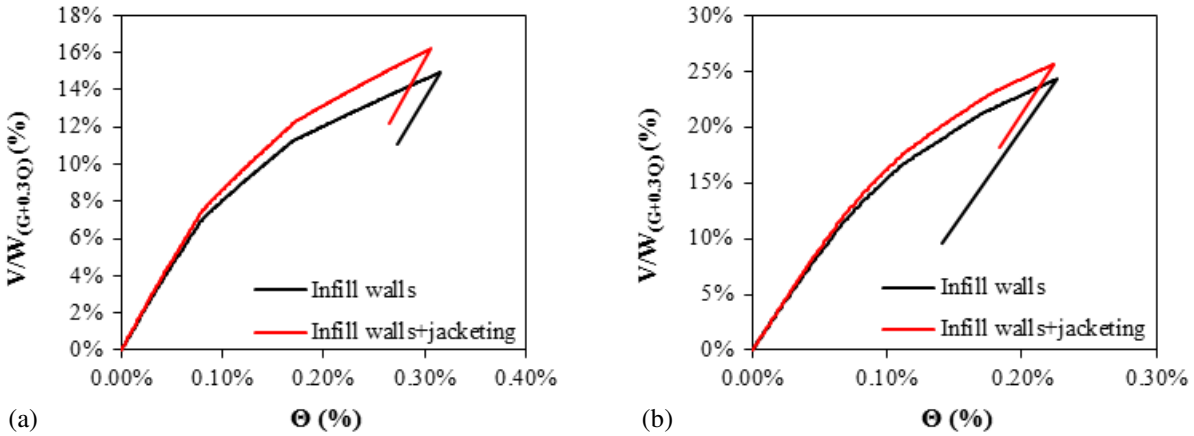 18%
16%
14%
12%
10%
8%
6%
4%
2%
0%
V/W(G+0.3Q) (%)
Infill walls
Infill walls+jacketing
0.00% 0.10% 0.20% 0.30% 0.40%
(a) Θ (%)
30%
25%
20%
15%
10%
5%
0%
V/W(G+0.3Q) (%)
Infill walls
Infill walls+jacketing
0.00% 0.10% 0.20% 0.30%
(b) Θ (%)